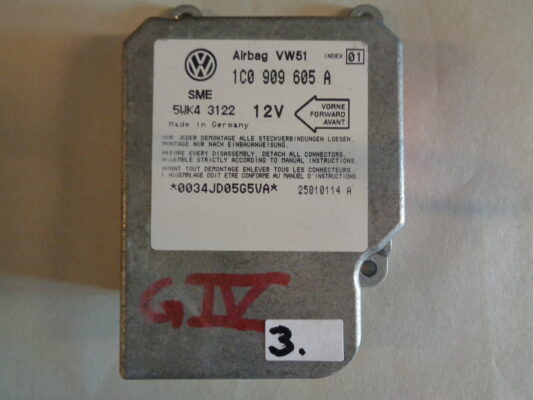 Airbag VW51 INDEX 01
1C0 909 605 A
SME
5WK4 3122 12V
VORNE
FORWARD
AVANT
Made in Germany
VOR JEDER DEMONTAGE ALLE STECKVERBINDUNGEN LOESEN,
MONTAGE NUR NACH EINBAUANWEISUNG.
BEFORE EVERY DISASSEMBLY, DETACH ALL CONNECTORS,
ASSEMBLE STRICTLY ACCORDING TO MANUAL INSTRUCTIONS.
AVANT TOUT DEMONTAGE ENLEVER TOUS LES CONNECTEURS
L'ASSEMBLAGE DOIT ETRE CONFORME AU MANUEL D'INSTRUCTIONS.
*0034JD05G5VA* 25010114 A
GIV
3.